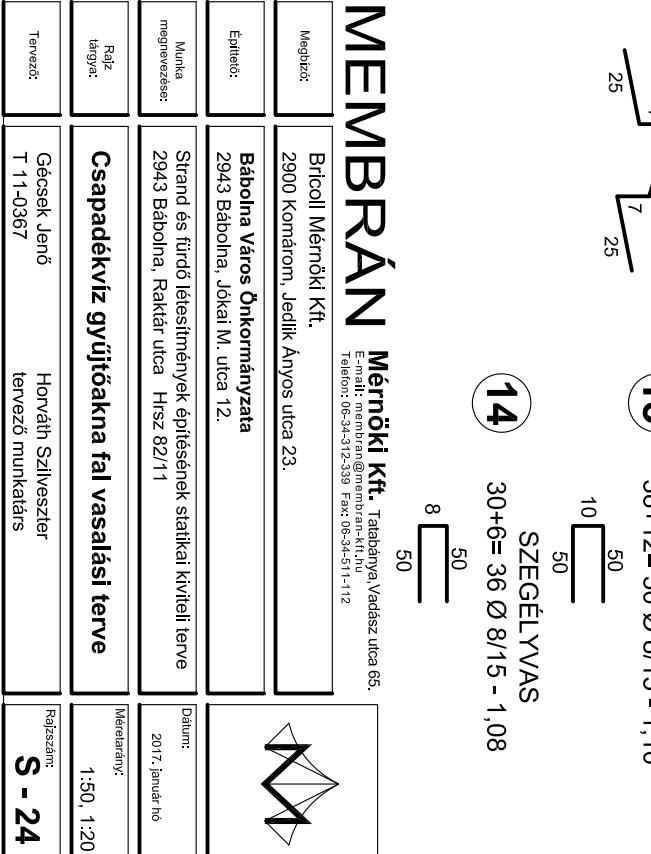 25
7
25
10
50
50
SZEGÉLYVAS
14
30+6= 36 Ø 8/15 - 1,08
8
50
50
MEMBRÁN
Mérnöki Kft. Tatabánya,Vadász utca 65.
E-mail: membran@membran-kft.hu
Telefon: 06-34-312-339 Fax: 06-34-511-112
Megbízó:
Bricoll Mérnöki Kft.
2900 Komárom, Jedlik Ányos utca 23.
Építtető:
Bábolna Város Önkormányzata
2943 Bábolna, Jókai M. utca 12.
Munka
megnevezése:
Strand és fürdő létesítmények építésének statikai kiviteli terve
2943 Bábolna, Raktár utca Hrsz 82/11
Dátum:
2017. január hó
Rajz
tárgya:
Csapadékvíz gyűjtőakna fal vasalási terve
Méretarány:
1:50, 1:20
Tervező:
Gécsek Jenő
T 11-0367
Horváth Szilveszter
tervező munkatárs
Rajzszám:
S - 24